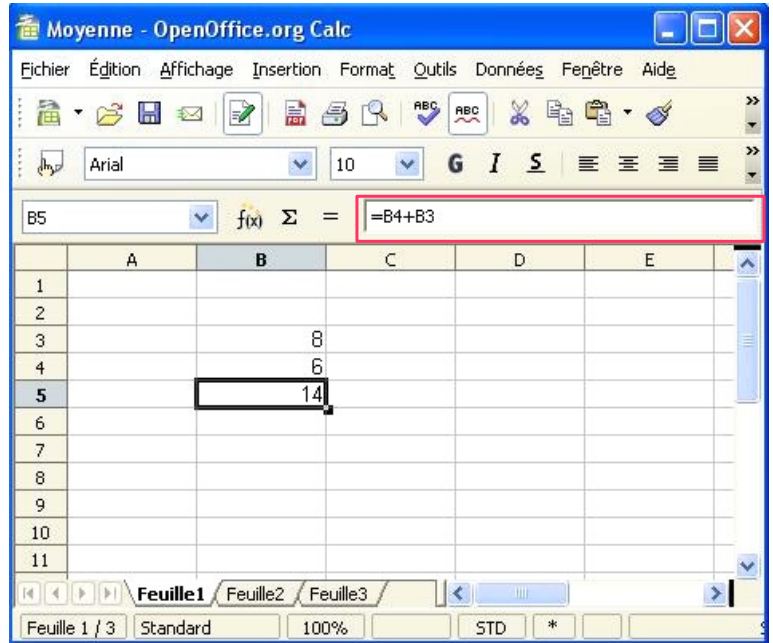 Moyenne - OpenOffice.org Calc
Fichier Édition Affichage Insertion Format Outils Données Fenêtre Aide
ABC ABC
Arial 10 G I S
B5 f(x) Σ = =B4+B3
A B C D E
1
2
3 8
4 6
5 14
6
7
8
9
10
11
Feuille1 Feuille2 Feuille3
Feuille 1 / 3 Standard 100% STD *